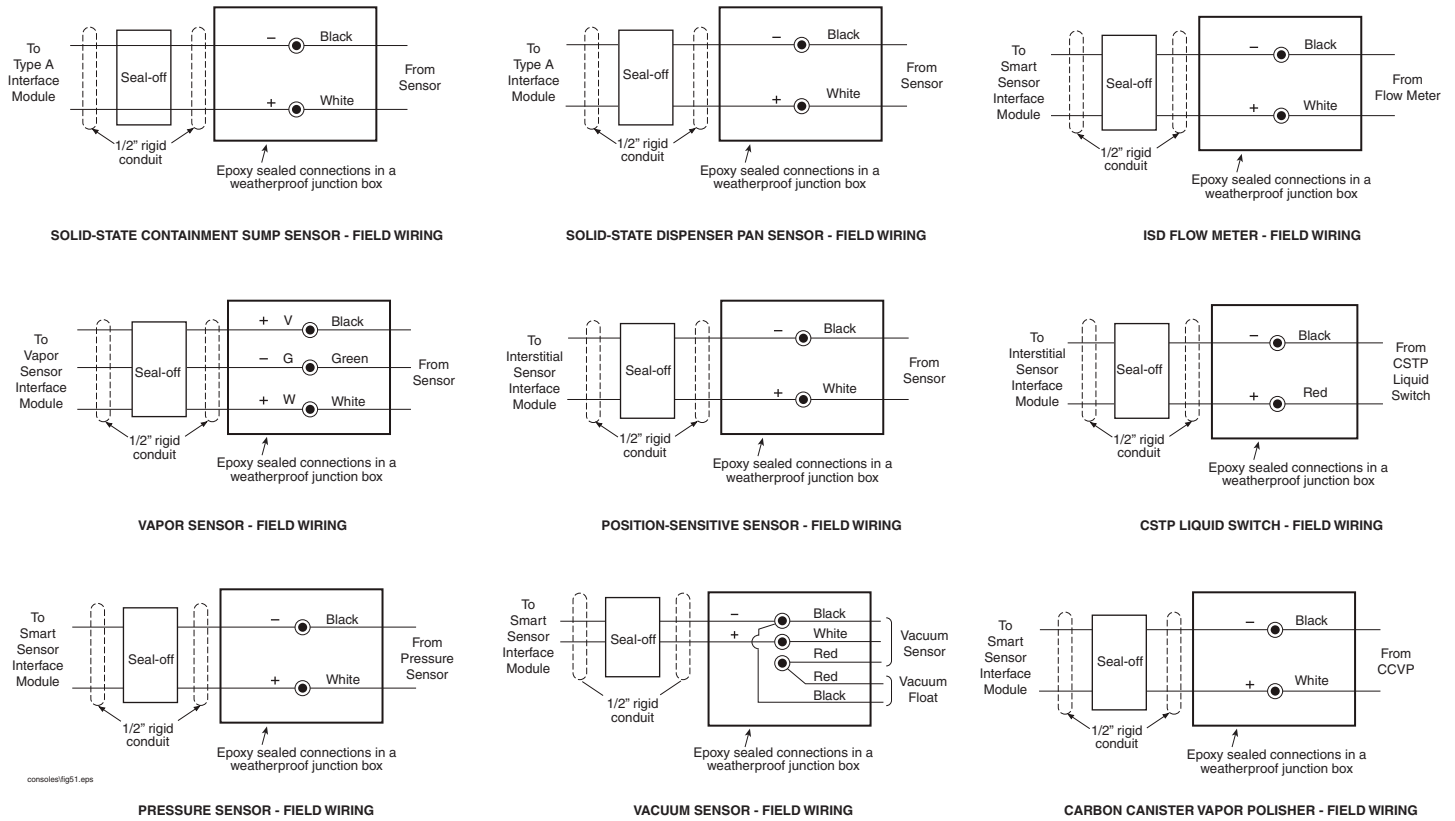 To
Type A
Interface
Module
Seal-off
−
Black
+
White
From
Sensor
1/2" rigid
conduit
Epoxy sealed connections in a
weatherproof junction box
SOLID-STATE CONTAINMENT SUMP SENSOR - FIELD WIRING
To
Type A
Interface
Module
Seal-off
−
Black
+
White
From
Sensor
1/2" rigid
conduit
Epoxy sealed connections in a
weatherproof junction box
SOLID-STATE DISPENSER PAN SENSOR - FIELD WIRING
To
Smart
Sensor
Interface
Module
Seal-off
−
Black
+
White
From
Flow Meter
1/2" rigid
conduit
Epoxy sealed connections in a
weatherproof junction box
ISD FLOW METER - FIELD WIRING
To
Vapor
Sensor
Interface
Module
Seal-off
+ V Black
− G Green
+ W White
From
Sensor
1/2" rigid
conduit
Epoxy sealed connections in a
weatherproof junction box
VAPOR SENSOR - FIELD WIRING
To
Interstitial
Sensor
Interface
Module
Seal-off
−
Black
+
White
From
Sensor
1/2" rigid
conduit
Epoxy sealed connections in a
weatherproof junction box
POSITION-SENSITIVE SENSOR - FIELD WIRING
To
Interstitial
Sensor
Interface
Module
Seal-off
−
Black
+
Red
From
CSTP
Liquid
Switch
1/2" rigid
conduit
Epoxy sealed connections in a
weatherproof junction box
CSTP LIQUID SWITCH - FIELD WIRING
To
Smart
Sensor
Interface
Module
Seal-off
−
Black
+
White
From
Pressure
Sensor
1/2" rigid
conduit
Epoxy sealed connections in a
weatherproof junction box
consoles\fig51.eps
PRESSURE SENSOR - FIELD WIRING
To
Smart
Sensor
Interface
Module
Seal-off
−
Black
+
White
Red
Red
Black
Vacuum
Sensor
Vacuum
Float
1/2" rigid
conduit
Epoxy sealed connections in a
weatherproof junction box
VACUUM SENSOR - FIELD WIRING
To
Smart
Sensor
Interface
Module
Seal-off
−
Black
+
White
From
CCVP
1/2" rigid
conduit
Epoxy sealed connections in a
weatherproof junction box
CARBON CANISTER VAPOR POLISHER - FIELD WIRING